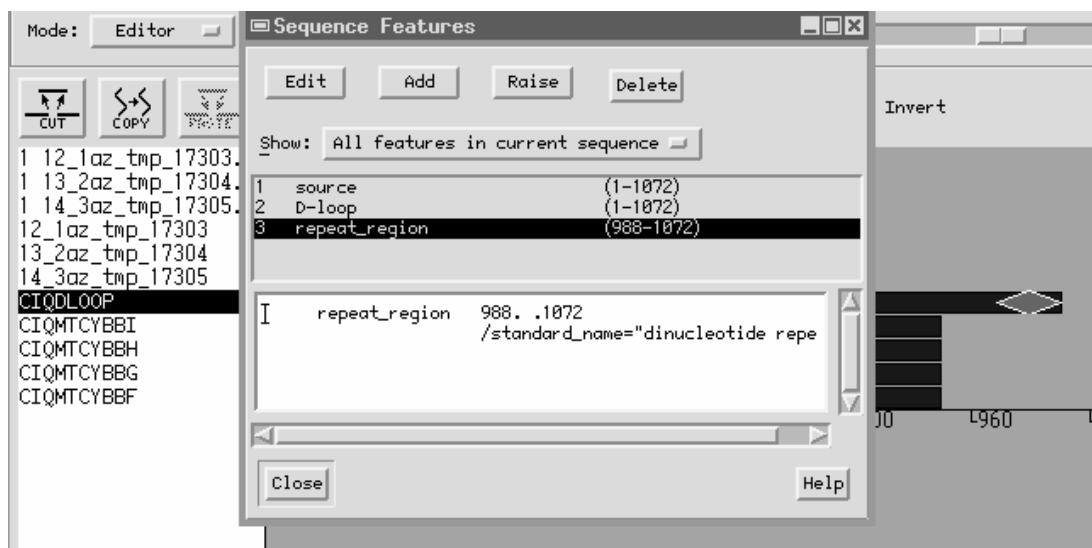 Mode: Editor
Sequence Features
Edit Add Raise Delete
Invert
CUT COPY
Show: All features in current sequence
1 12_1az_tmp_17303.
1 13_2az_tmp_17304.
1 14_3az_tmp_17305.
12_1az_tmp_17303
13_2az_tmp_17304
14_3az_tmp_17305
CIQDLOOP
CIQMTCYBBI
CIQMTCYBBH
CIQMTCYBBG
CIQMTCYBBF
1 source (1-1072)
2 D-loop (1-1072)
3 repeat_region (988-1072)
repeat_region 988. .1072
/standard_name="dinucleotide repe
960
Close Help